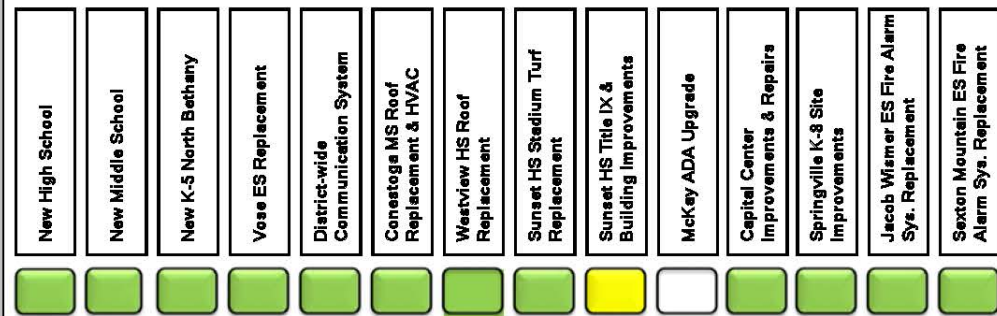 New High School
New Middle School
New K-5 North Bethany
Vose ES Replacement
District-wide
Communication System
Conestoga MS Roof
Replacement & HVAC
Westview HS Roof
Replacement
Sunset HS Stadium Turf
Replacement
Sunset HS Title IX &
Building Improvements
McKay ADA Upgrade
Capital Center
Improvements & Repairs
Springville K-8 Site
Improvements
Jacob Wismer ES Fire Alarm
Sys. Replacement
Sexton Mountain ES Fire
Alarm Sys. Replacement